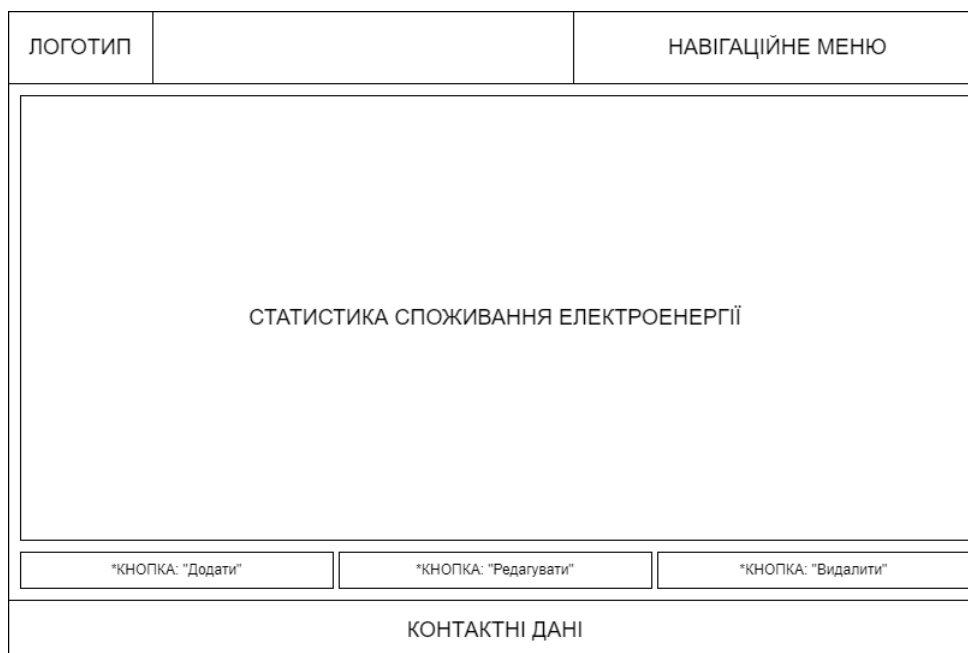 ЛОГОТИП
НАВІГАЦІЙНЕ МЕНЮ
СТАТИСТИКА СПОЖИВАННЯ ЕЛЕКТРОЕНЕРГІЇ
*КНОПКА: "Додати"
*КНОПКА: "Редагувати"
*КНОПКА: "Видалити"
КОНТАКТНІ ДАНІ